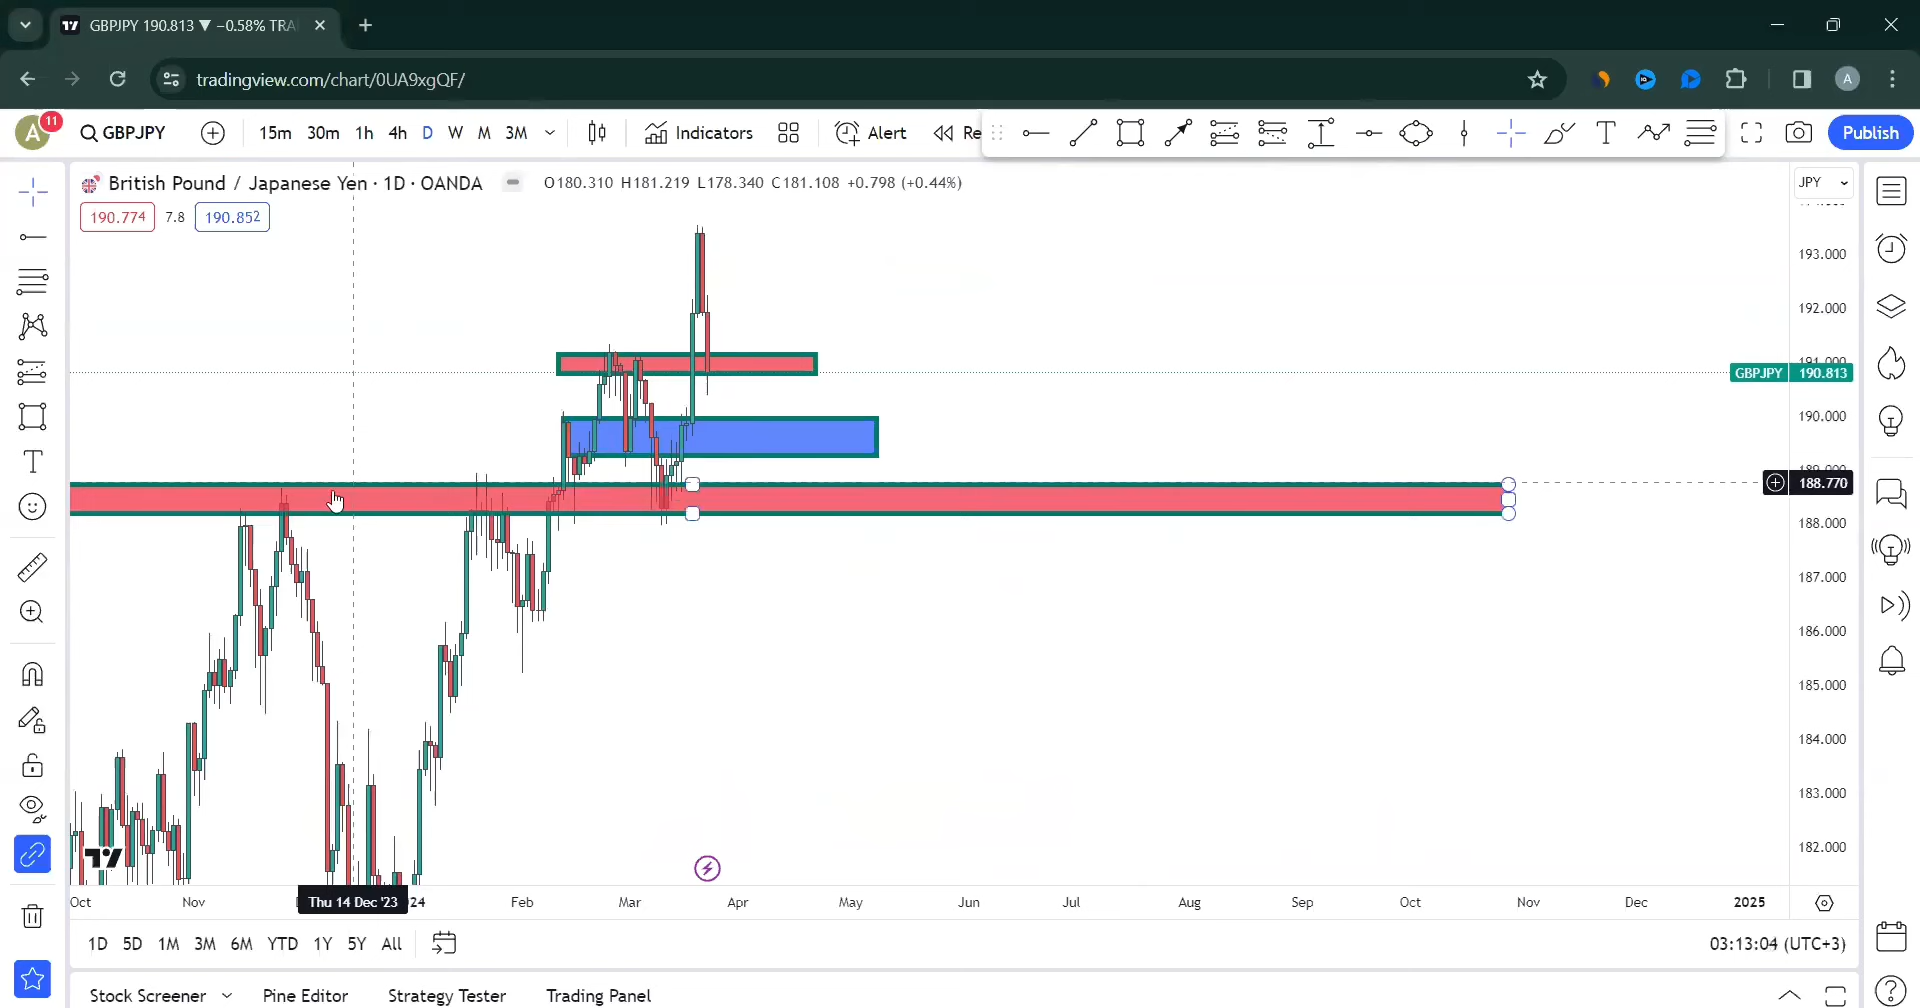 GBPJPY 190.813 ▼ −0.58% TRA
tradingview.com/chart/0UA9xgQF/
A
A 11 GBPJPY 15m 30m 1h 4h D W M 3M Indicators Alert Re Publish
British Pound / Japanese Yen · 1D · OANDA O180.310 H181.219 L178.340 C181.108 +0.798 (+0.44%)
JPY
190.774 7.8 190.852
193.000
192.000
191.000
GBPJPY 190.813
190.000
189.000
188.770
188.000
187.000
186.000
185.000
184.000
183.000
182.000
Oct Nov Thu 14 Dec '23 24 Feb Mar Apr May Jun Jul Aug Sep Oct Nov Dec 2025
1D 5D 1M 3M 6M YTD 1Y 5Y All 03:13:04 (UTC+3)
Stock Screener Pine Editor Strategy Tester Trading Panel